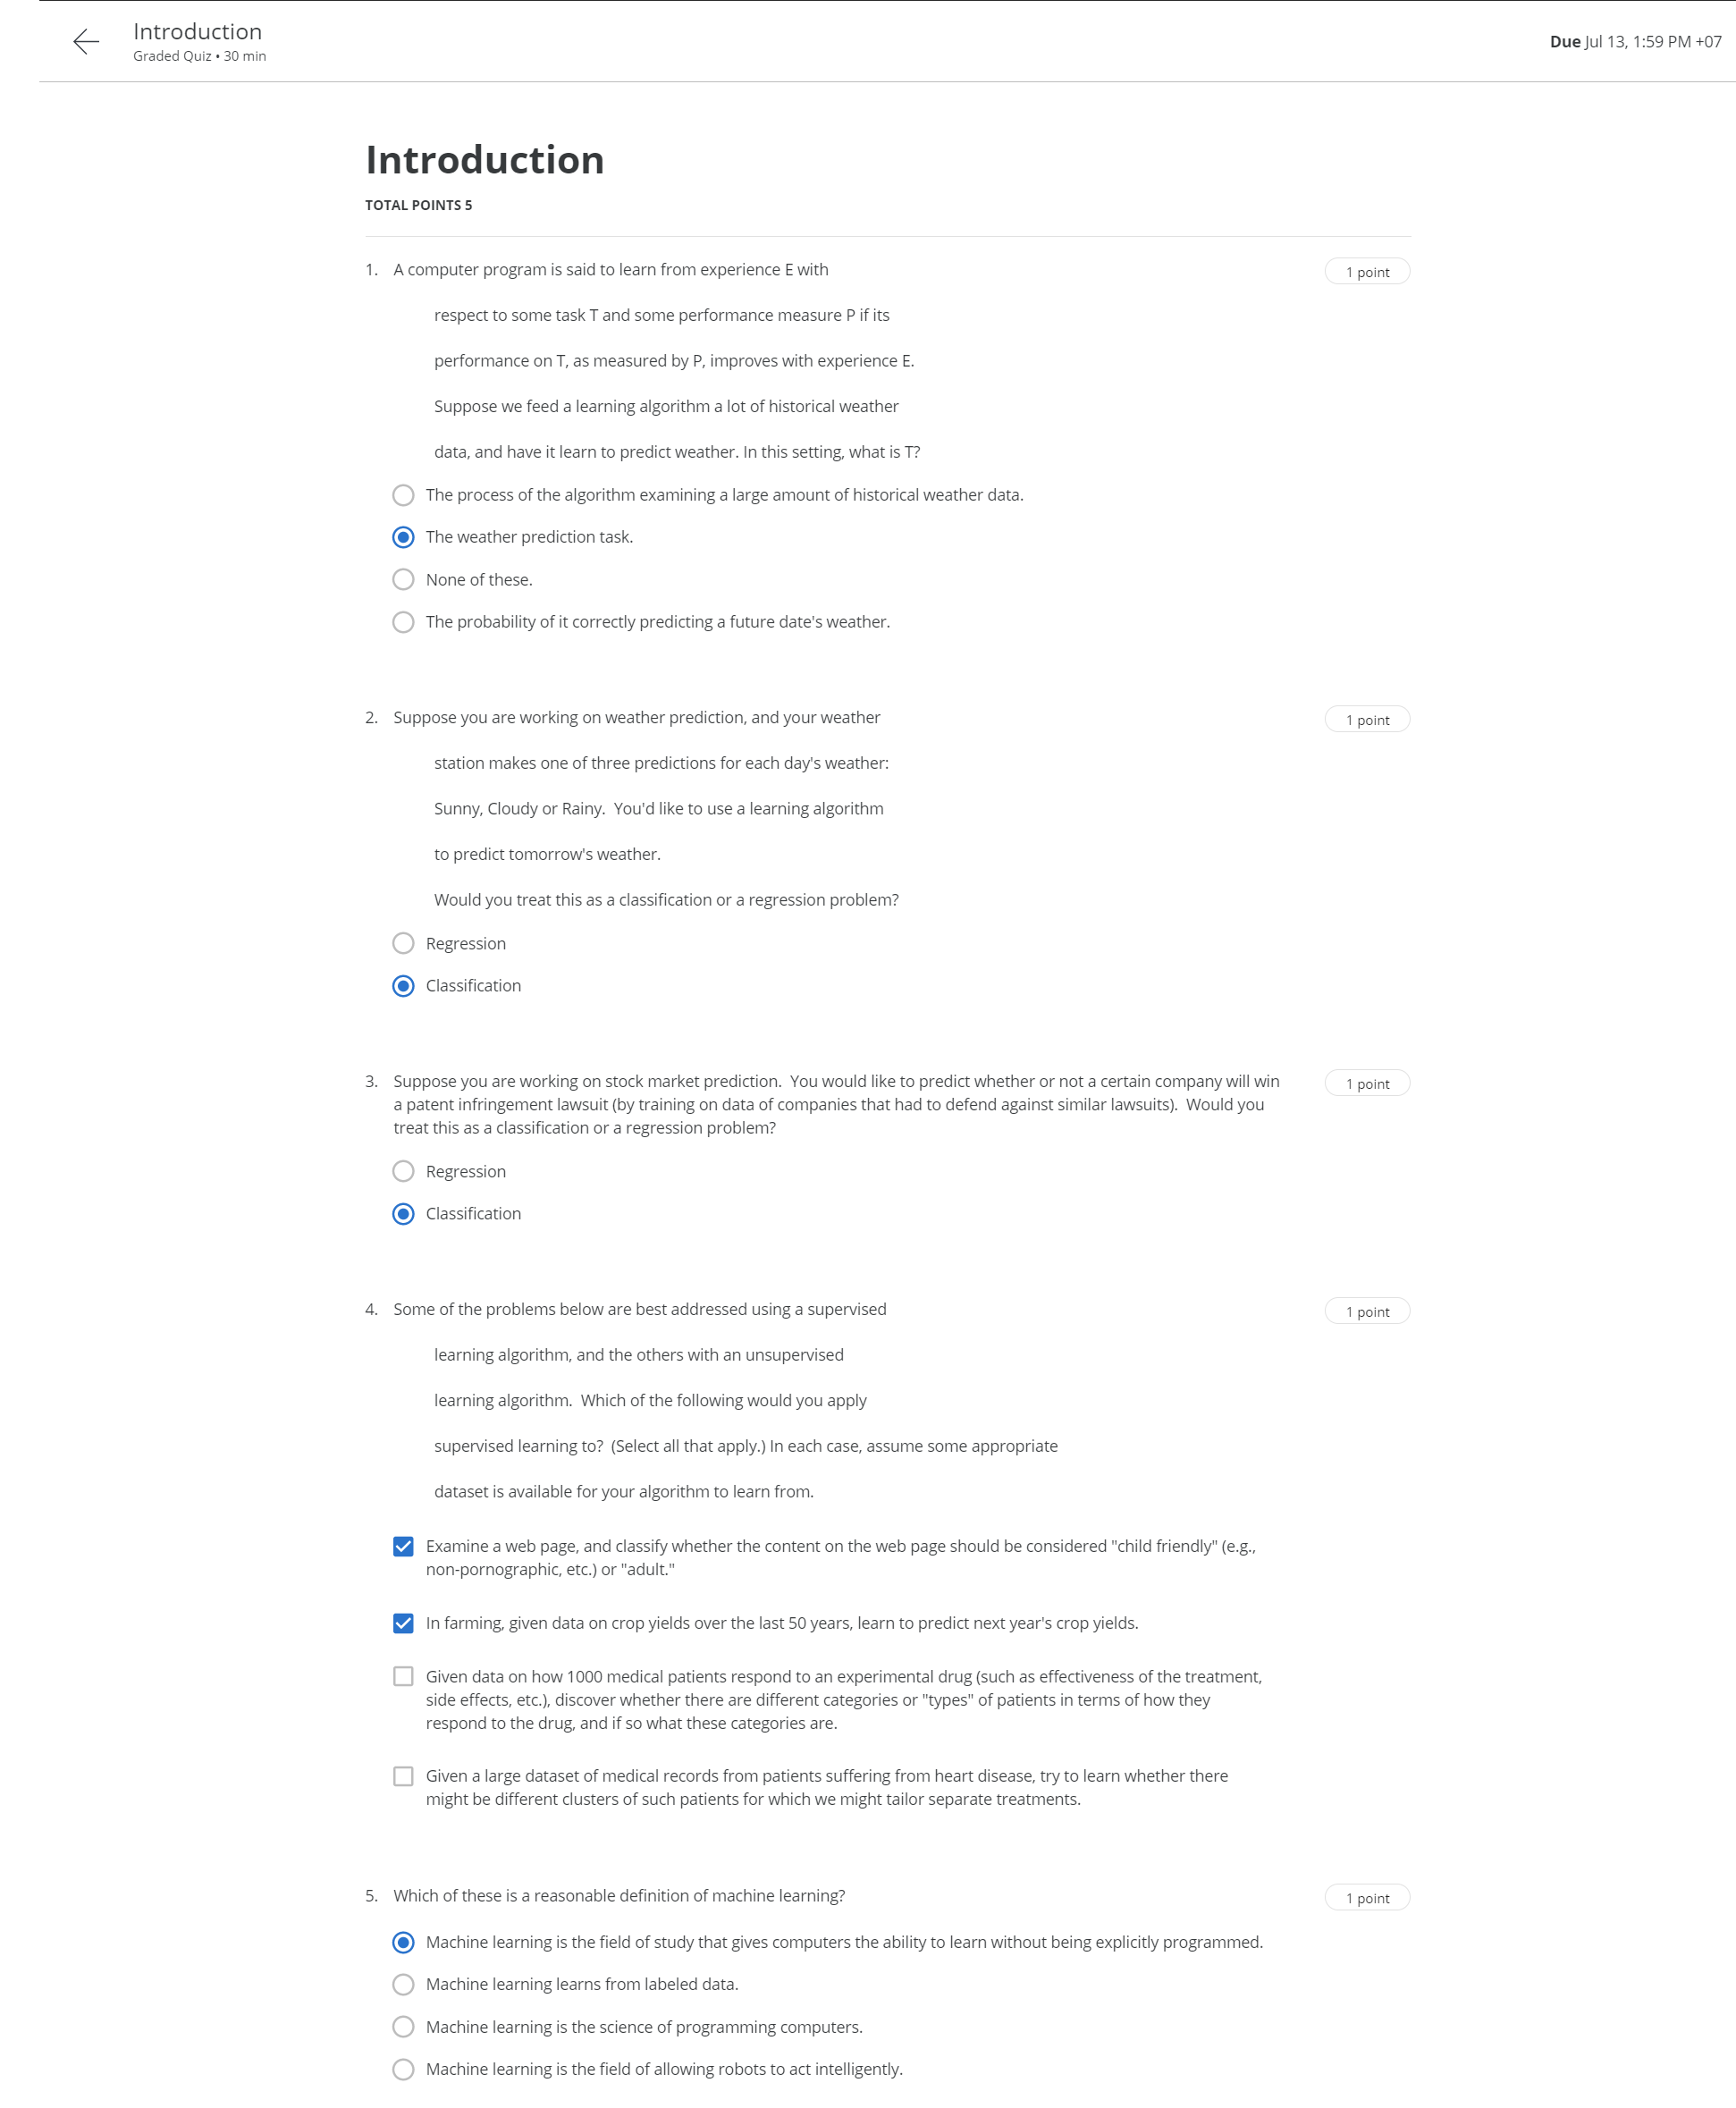 Introduction
Graded Quiz • 30 min
Due Jul 13, 1:59 PM +07
Introduction
TOTAL POINTS 5
1. A computer program is said to learn from experience E with
1 point
respect to some task T and some performance measure P if its
performance on T, as measured by P, improves with experience E.
Suppose we feed a learning algorithm a lot of historical weather
data, and have it learn to predict weather. In this setting, what is T?
The process of the algorithm examining a large amount of historical weather data.
The weather prediction task.
None of these.
The probability of it correctly predicting a future date's weather.
2. Suppose you are working on weather prediction, and your weather
1 point
station makes one of three predictions for each day's weather:
Sunny, Cloudy or Rainy.  You'd like to use a learning algorithm
to predict tomorrow's weather.
Would you treat this as a classification or a regression problem?
Regression
Classification
3. Suppose you are working on stock market prediction.  You would like to predict whether or not a certain company will win
1 point
a patent infringement lawsuit (by training on data of companies that had to defend against similar lawsuits).  Would you
treat this as a classification or a regression problem?
Regression
Classification
4. Some of the problems below are best addressed using a supervised
1 point
learning algorithm, and the others with an unsupervised
learning algorithm.  Which of the following would you apply
supervised learning to?  (Select all that apply.) In each case, assume some appropriate
dataset is available for your algorithm to learn from.
Examine a web page, and classify whether the content on the web page should be considered "child friendly" (e.g.,
non-pornographic, etc.) or "adult."
In farming, given data on crop yields over the last 50 years, learn to predict next year's crop yields.
Given data on how 1000 medical patients respond to an experimental drug (such as effectiveness of the treatment,
side effects, etc.), discover whether there are different categories or "types" of patients in terms of how they
respond to the drug, and if so what these categories are.
Given a large dataset of medical records from patients suffering from heart disease, try to learn whether there
might be different clusters of such patients for which we might tailor separate treatments.
5. Which of these is a reasonable definition of machine learning?
1 point
Machine learning is the field of study that gives computers the ability to learn without being explicitly programmed.
Machine learning learns from labeled data.
Machine learning is the science of programming computers.
Machine learning is the field of allowing robots to act intelligently.